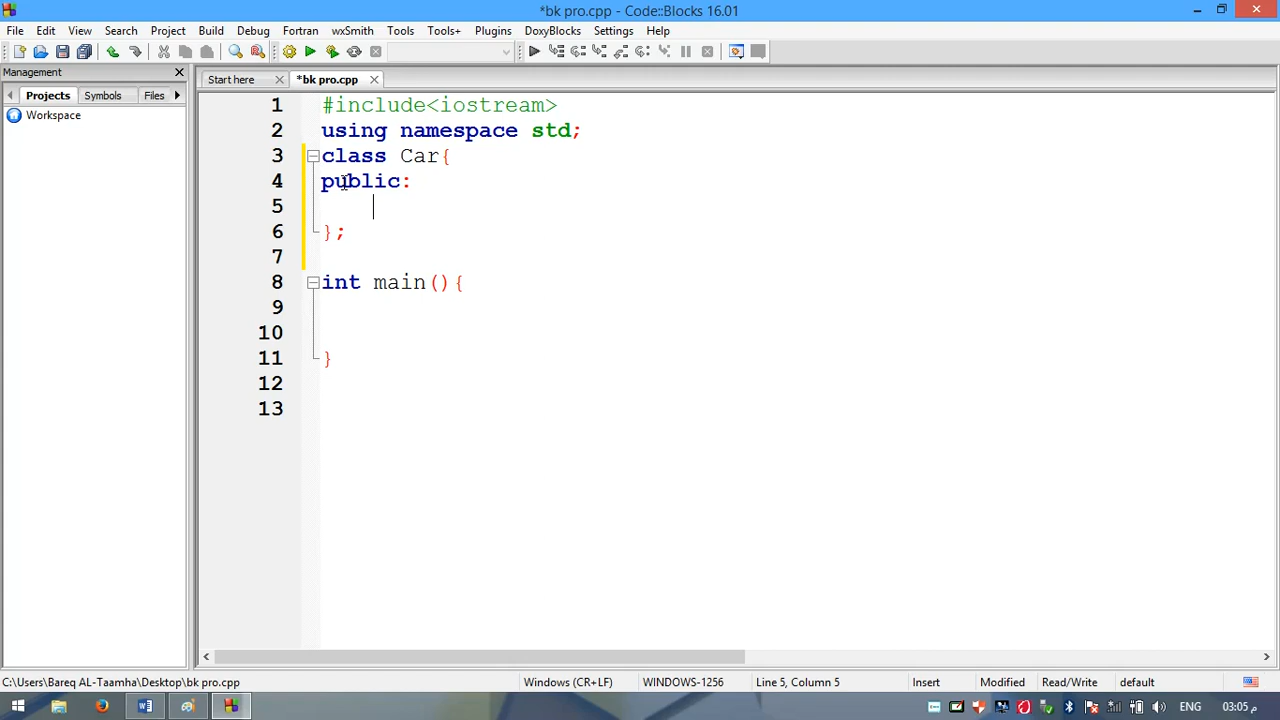 *bk pro.cpp - Code::Blocks 16.01
File Edit View Search Project Build Debug Fortran wxSmith Tools Tools+ Plugins DoxyBlocks Settings Help
Management
Start here
*bk pro.cpp
Projects Symbols Files
Workspace
1 #include<iostream>
2 using namespace std;
3 class Car{
4 public:
5
6 };
7
8 int main(){
9
10
11 }
12
13
C:\Users\Bareq AL-Taamha\Desktop\bk pro.cpp Windows (CR+LF) WINDOWS-1256 Line 5, Column 5 Insert Modified Read/Write default
ENG 03:05 م